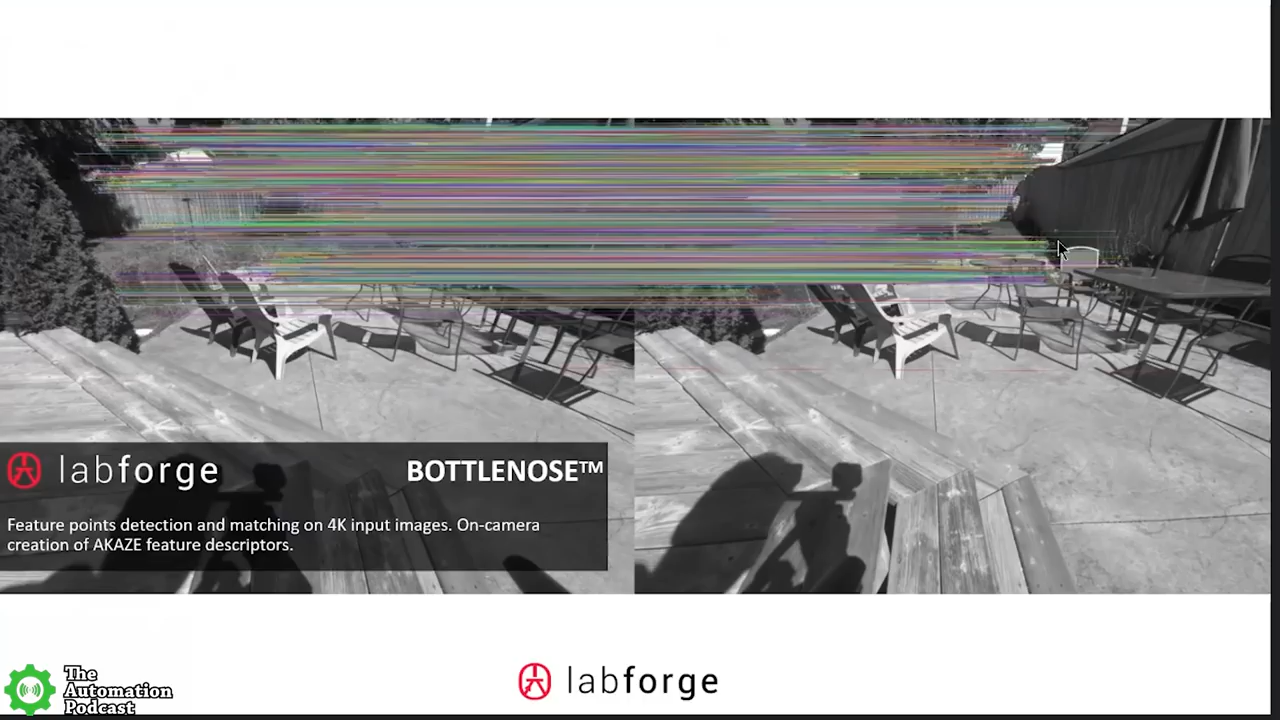 labforge
BOTTLENOSE™
Feature points detection and matching on 4K input images. On-camera
creation of AKAZE feature descriptors.
The
Automation
Podcast
labforge